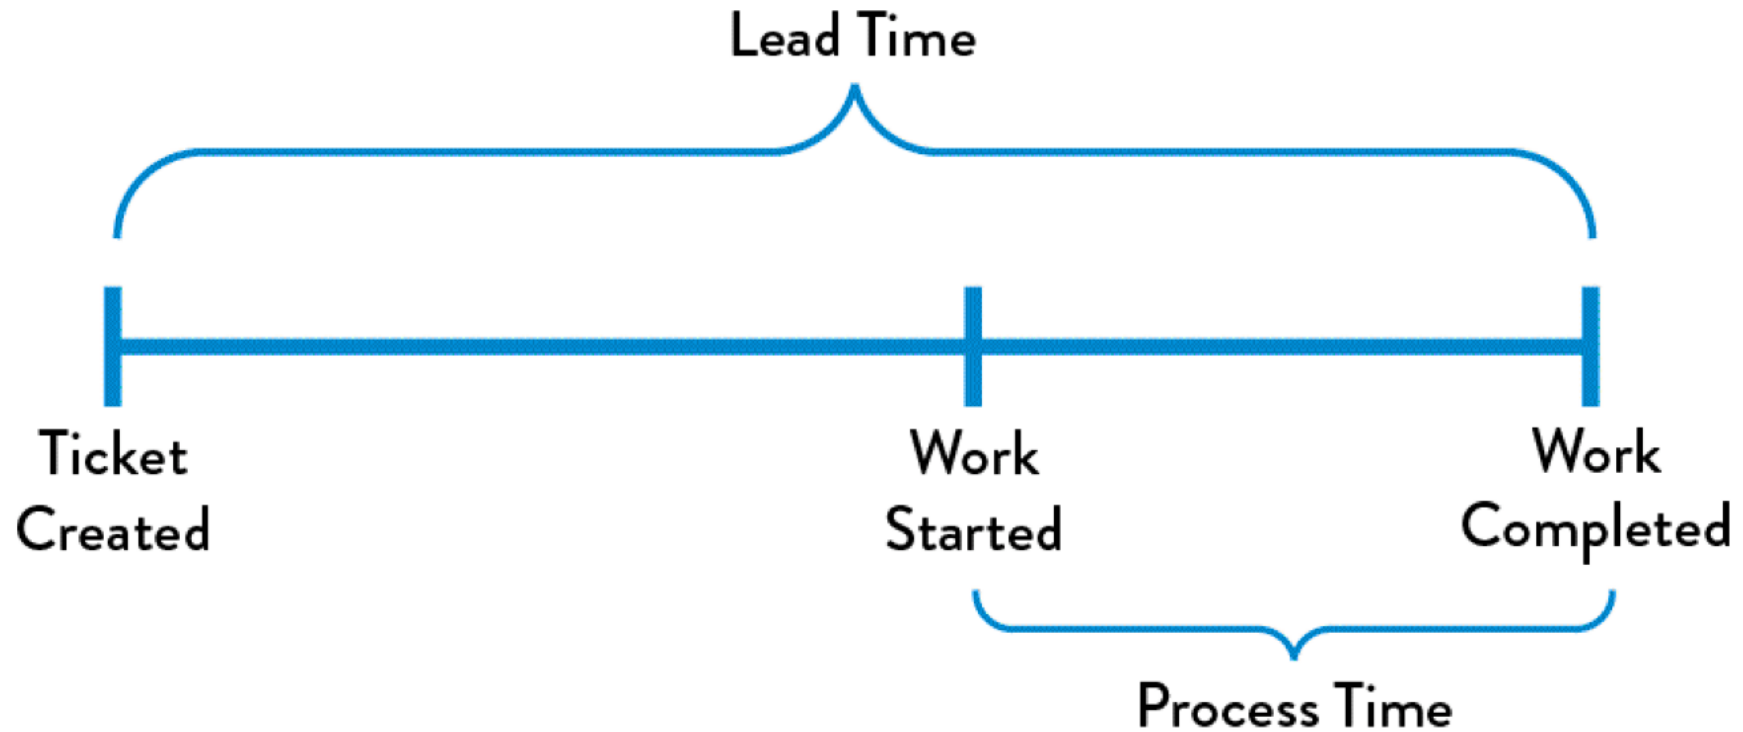 Lead Time
Ticket
Created
Work
Started
Work
Completed
Process Time